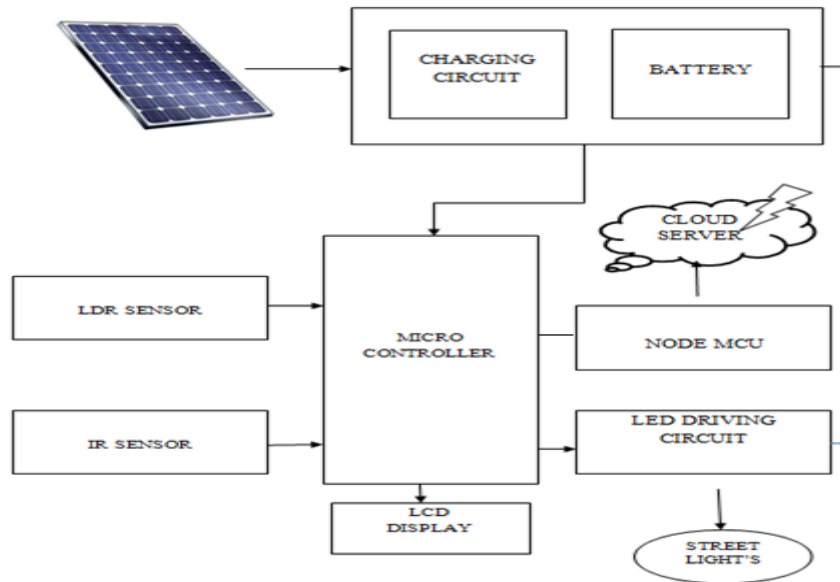 CHARGING
CIRCUIT
BATTERY
CLOUD
SERVER
LDR SENSOR
MICRO
CONTROLLER
NODE MCU
IR SENSOR
LED DRIVING
CIRCUIT
LCD
DISPLAY
STREET
LIGHT'S